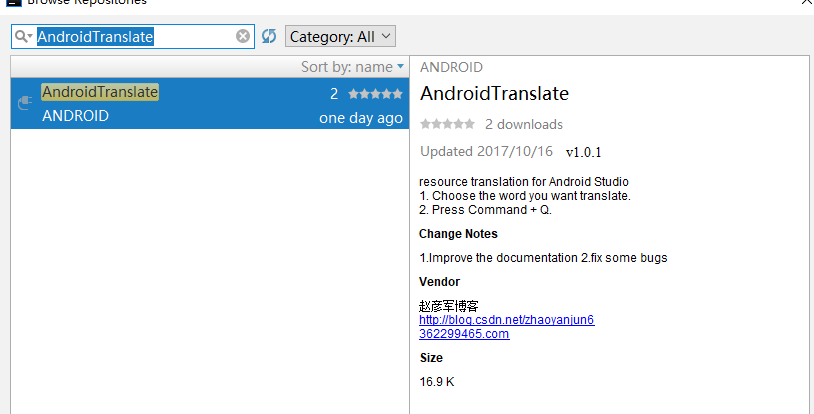 Browse Repositories
AndroidTranslate
Category: All
Sort by: name
AndroidTranslate 2
ANDROID one day ago
ANDROID
AndroidTranslate
2 downloads
Updated 2017/10/16 v1.0.1
resource translation for Android Studio
1. Choose the word you want translate.
2. Press Command + Q.
Change Notes
1.Improve the documentation 2.fix some bugs
Vendor
赵彦军博客
http://blog.csdn.net/zhaoyanjun6
362299465.com
Size
16.9 K